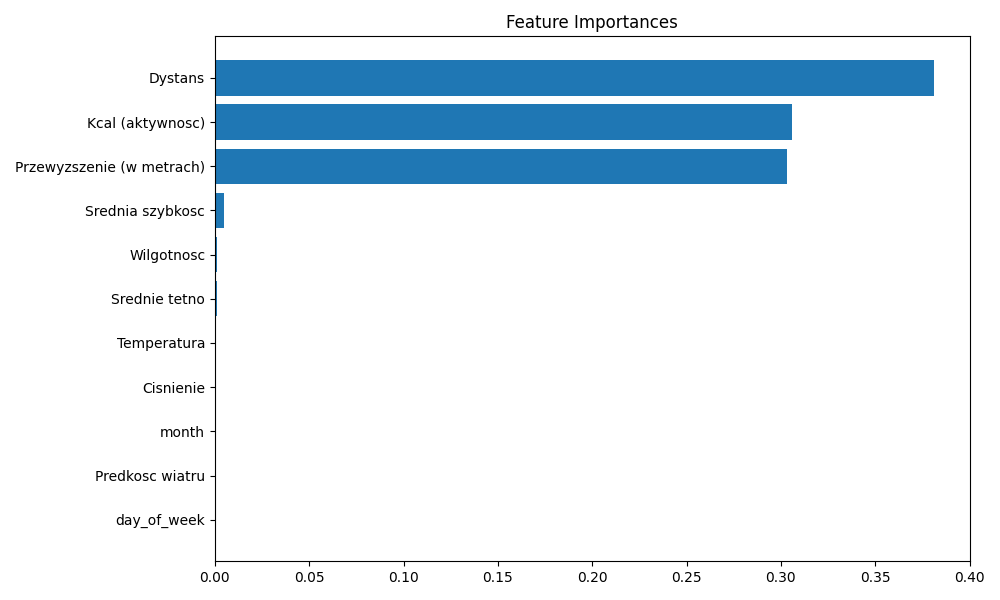 Feature Importances
Dystans
Kcal (aktywnosc)
Przewyzszenie (w metrach)
Srednia szybkosc
Wilgotnosc
Srednie tetno
Temperatura
Cisnienie
month
Predkosc wiatru
day_of_week
0.00 0.05 0.10 0.15 0.20 0.25 0.30 0.35 0.40